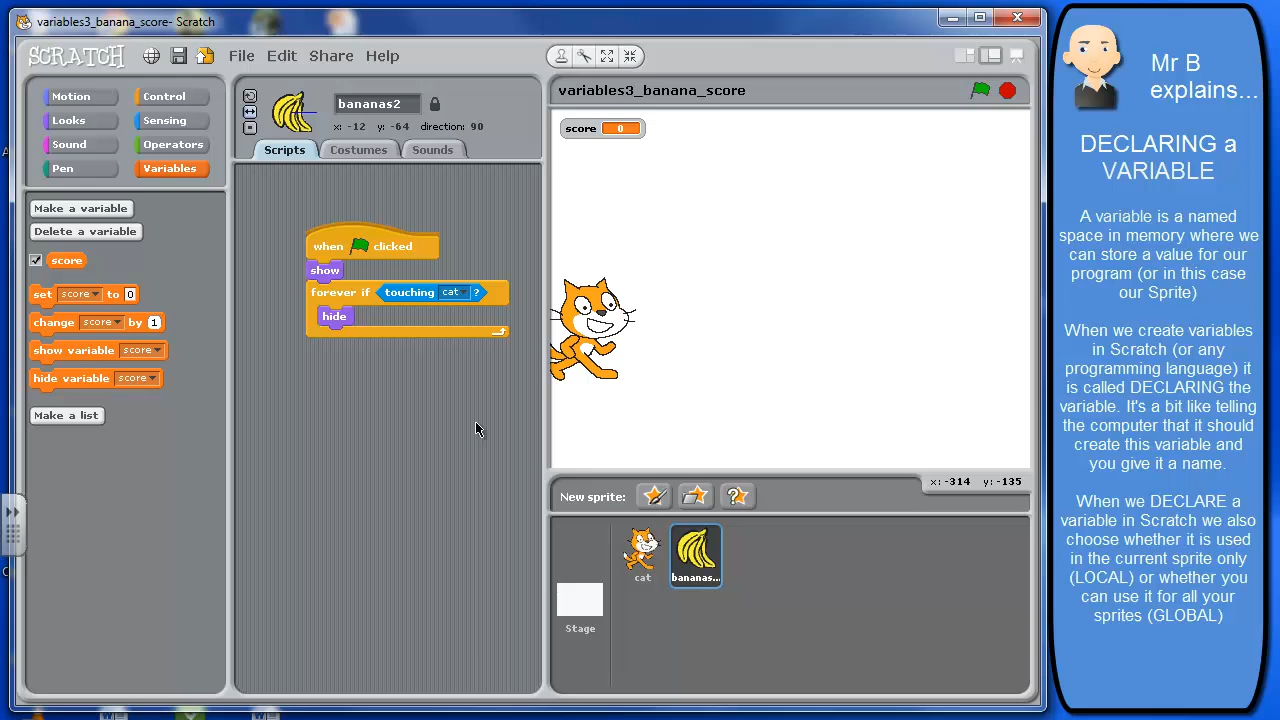 variables3_banana_score- Scratch
SCRATCH File Edit Share Help
Motion Control
Looks Sensing
Sound Operators
Pen Variables
Make a variable
Delete a variable
score
set score to 0
change score by 1
show variable score
hide variable score
Make a list
bananas2
x: -12 y: -64 direction: 90
Scripts Costumes Sounds
when clicked
show
forever if touching cat ?
hide
variables3_banana_score
score 0
x: -314 y: -135
New sprite:
cat bananas...
Stage
Mr B
explains...
DECLARING a
VARIABLE
A variable is a named
space in memory where we
can store a value for our
program (or in this case
our Sprite)
When we create variables
in Scratch (or any
programming language) it
is called DECLARING the
variable. It's a bit like telling
the computer that it should
create this variable and
you give it a name.
When we DECLARE a
variable in Scratch we also
choose whether it is used
in the current sprite only
(LOCAL) or whether you
can use it for all your
sprites (GLOBAL)